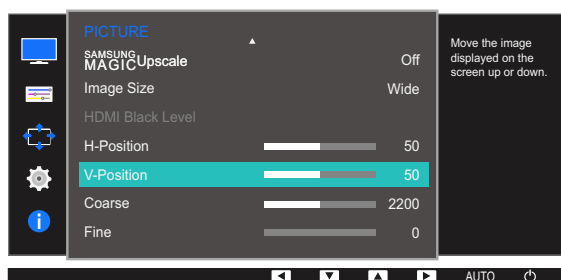 PICTURE
SAMSUNG
MAGICUpscale Off
Image Size Wide
HDMI Black Level
H-Position 50
V-Position 50
Coarse 2200
Fine 0
Move the image
displayed on the
screen up or down.
AUTO